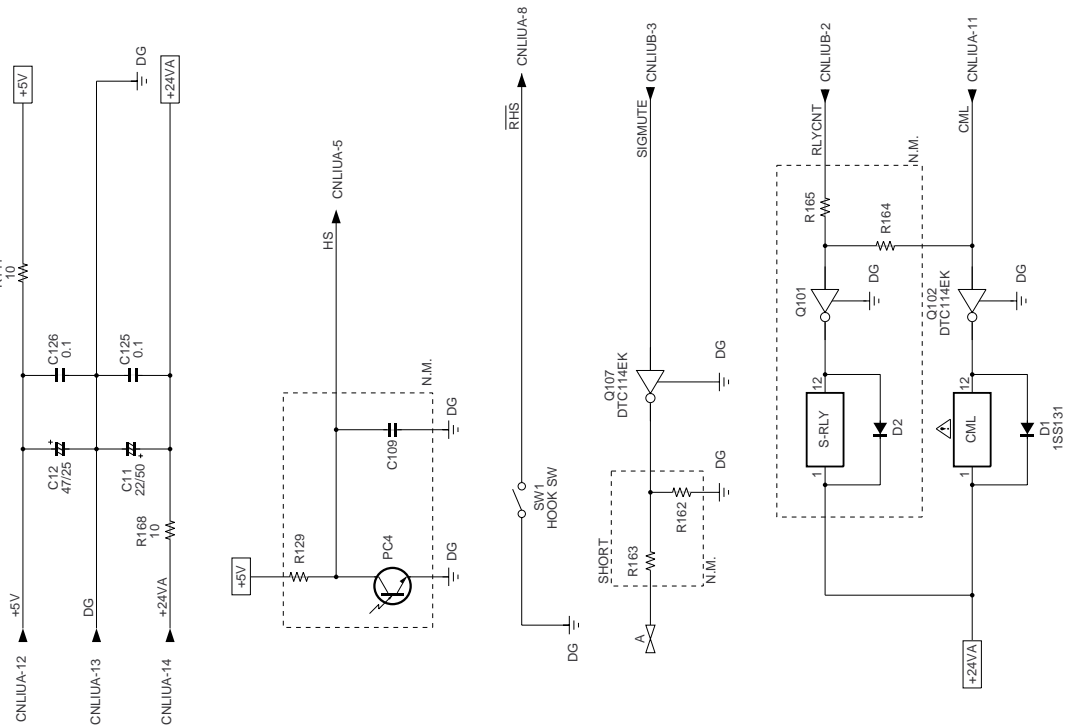 CNLIUA-12
+5V
10
+5V
C12
47/25
+
C126
0.1
CNLIUA-13
DG
DG
C11
22/50
+
C125
0.1
CNLIUA-14
+24VA
R168
10
+24VA
+5V
R129
PC4
DG
C109
DG
N.M.
HS
CNLIUA-5
DG
SW1
HOOK SW
RHS
CNLIUA-8
A
SHORT
R163
R162
DG
N.M.
Q107
DTC114EK
DG
SIGMUTE
CNLIUB-3
S-RLY
1
12
D2
Q101
DG
R165
R164
N.M.
RLYCNT
CNLIUB-2
+24VA
CML
1
12
D1
1SS131
Q102
DTC114EK
DG
CML
CNLIUA-11